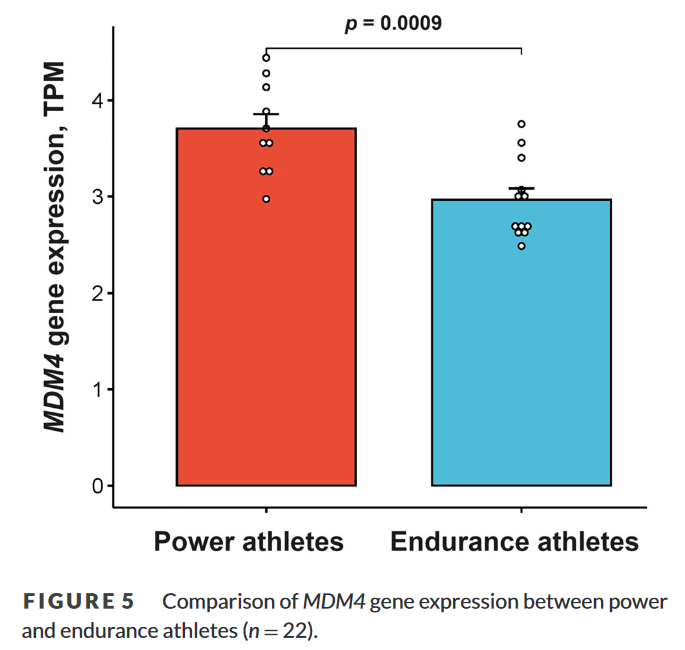 p = 0.0009
MDM4 gene expression, TPM
4
3
2
1
0
Power athletes Endurance athletes
FIGURE 5 Comparison of MDM4 gene expression between power
and endurance athletes (n = 22).